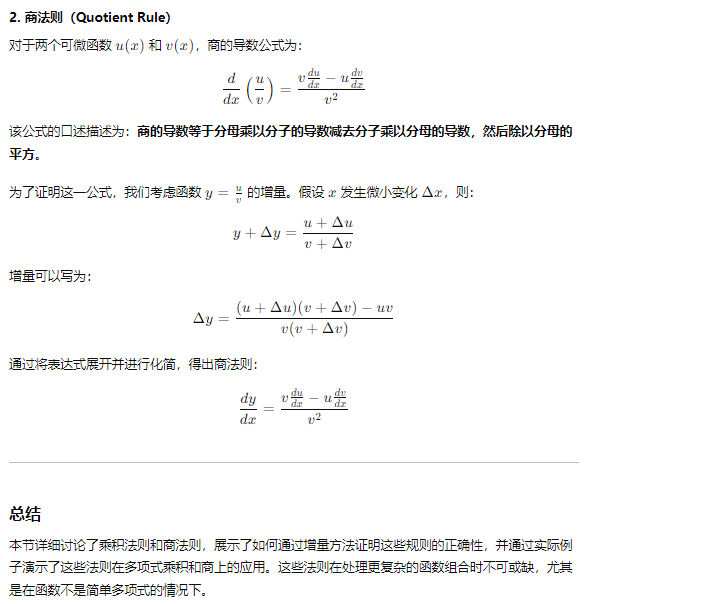 2. 商法则（Quotient Rule）
对于两个可微函数 u(x) 和 v(x)，商的导数公式为：
d/dx (u/v) = (v du/dx − u dv/dx) / v²
该公式的口述描述为：商的导数等于分母乘以分子的导数减去分子乘以分母的导数，然后除以分母的
平方。
为了证明这一公式，我们考虑函数 y = u/v 的增量。假设 x 发生微小变化 Δx，则：
y + Δy = (u + Δu) / (v + Δv)
增量可以写为：
Δy = ((u + Δu)(v + Δv) − uv) / (v(v + Δv))
通过将表达式展开并进行化简，得出商法则：
dy/dx = (v du/dx − u dv/dx) / v²
总结
本节详细讨论了乘积法则和商法则，展示了如何通过增量方法证明这些规则的正确性，并通过实际例
子演示了这些法则在多项式乘积和商上的应用。这些法则在处理更复杂的函数组合时不可或缺，尤其
是在函数不是简单多项式的情况下。